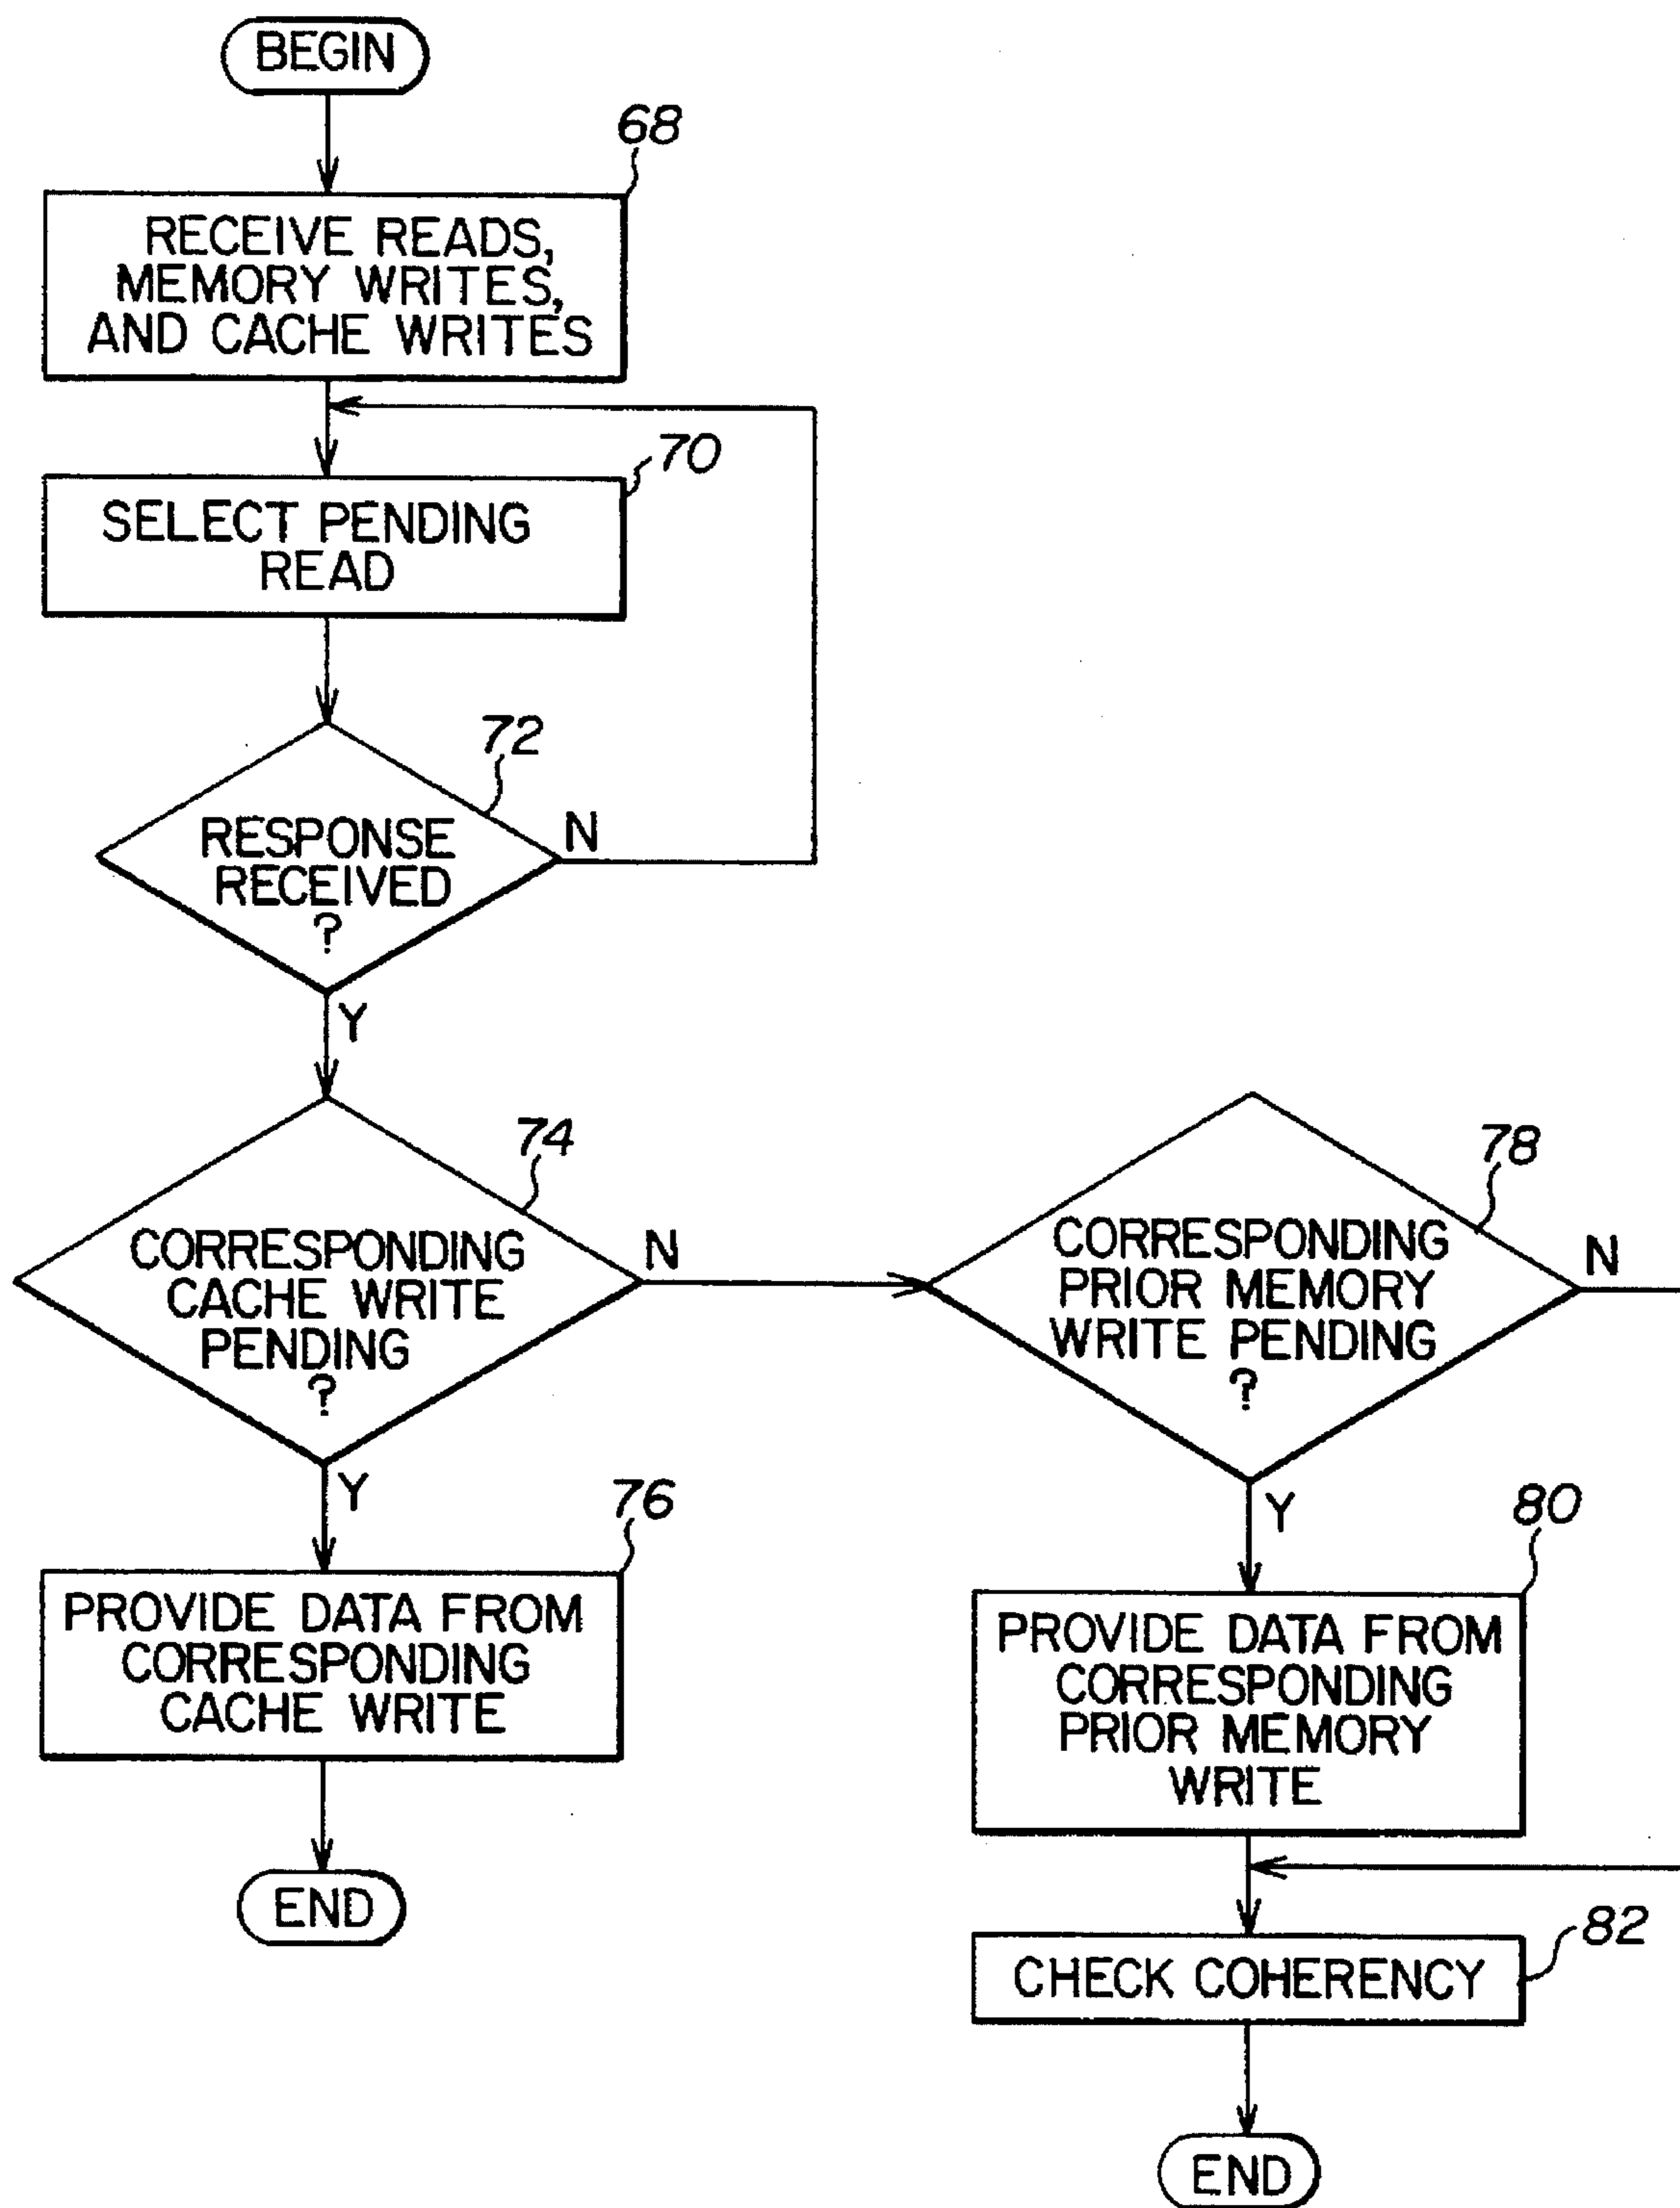 BEGIN
68
RECEIVE READS,
MEMORY WRITES,
AND CACHE WRITES
70
SELECT PENDING
READ
72
RESPONSE
RECEIVED
?
N
Y
74
CORRESPONDING
CACHE WRITE
PENDING
?
N
Y
76
PROVIDE DATA FROM
CORRESPONDING
CACHE WRITE
END
78
CORRESPONDING
PRIOR MEMORY
WRITE PENDING
?
N
Y
80
PROVIDE DATA FROM
CORRESPONDING
PRIOR MEMORY
WRITE
82
CHECK COHERENCY
END